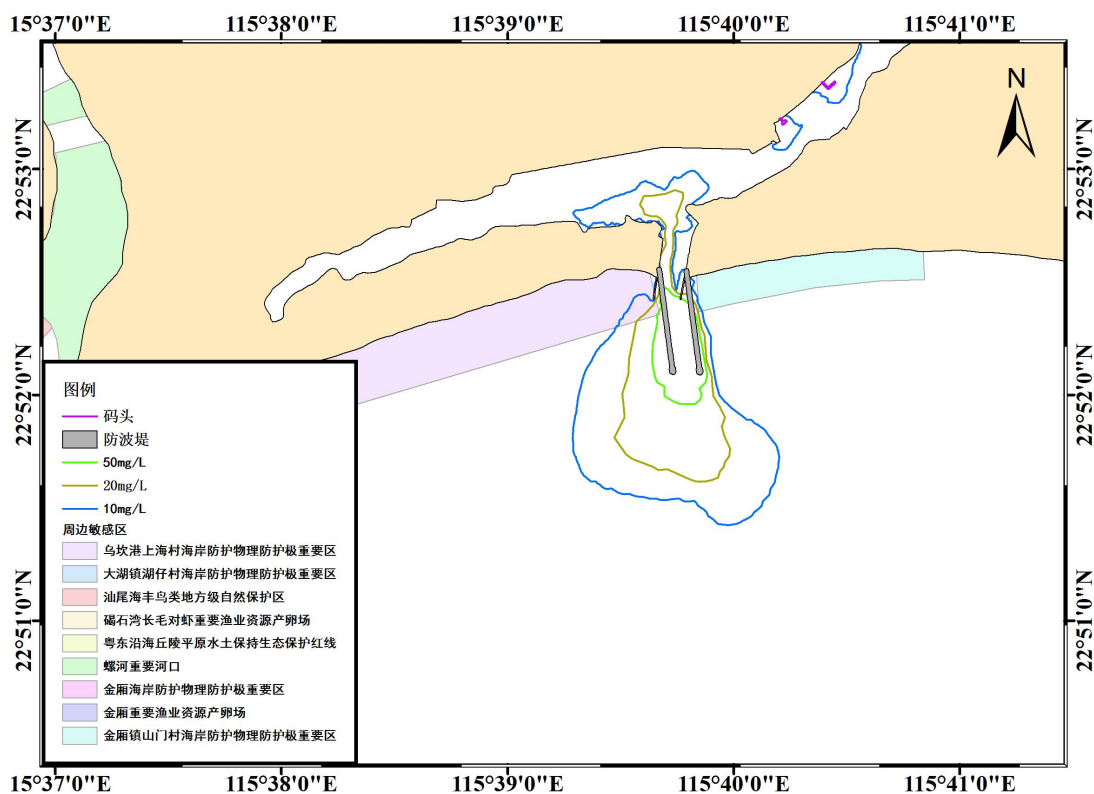 115°37'0"E 115°38'0"E 115°39'0"E 115°40'0"E 115°41'0"E
N
22°53'0"N 22°53'0"N
22°52'0"N 22°52'0"N
22°51'0"N 22°51'0"N
图例
码头
防波堤
50mg/L
20mg/L
10mg/L
周边敏感区
乌坎港上海村海岸防护物理防护极重要区
大湖镇湖仔村海岸防护物理防护极重要区
汕尾海丰鸟类地方级自然保护区
碣石湾长毛对虾重要渔业资源产卵场
粤东沿海丘陵平原水土保持生态保护红线
螺河重要河口
金厢海岸防护物理防护极重要区
金厢重要渔业资源产卵场
金厢镇山门村海岸防护物理防护极重要区
115°37'0"E 115°38'0"E 115°39'0"E 115°40'0"E 115°41'0"E